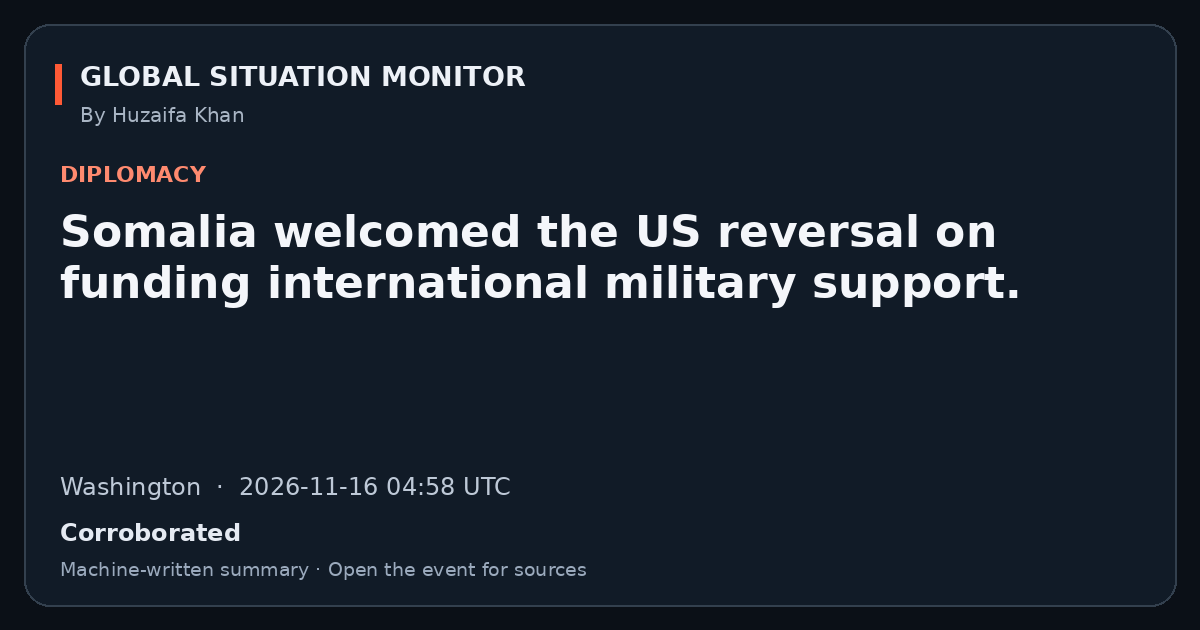 GLOBAL SITUATION MONITOR
By Huzaifa Khan
DIPLOMACY
Somalia welcomed the US reversal on
funding international military support.
Washington · 2026-11-16 04:58 UTC
Corroborated
Machine-written summary · Open the event for sources